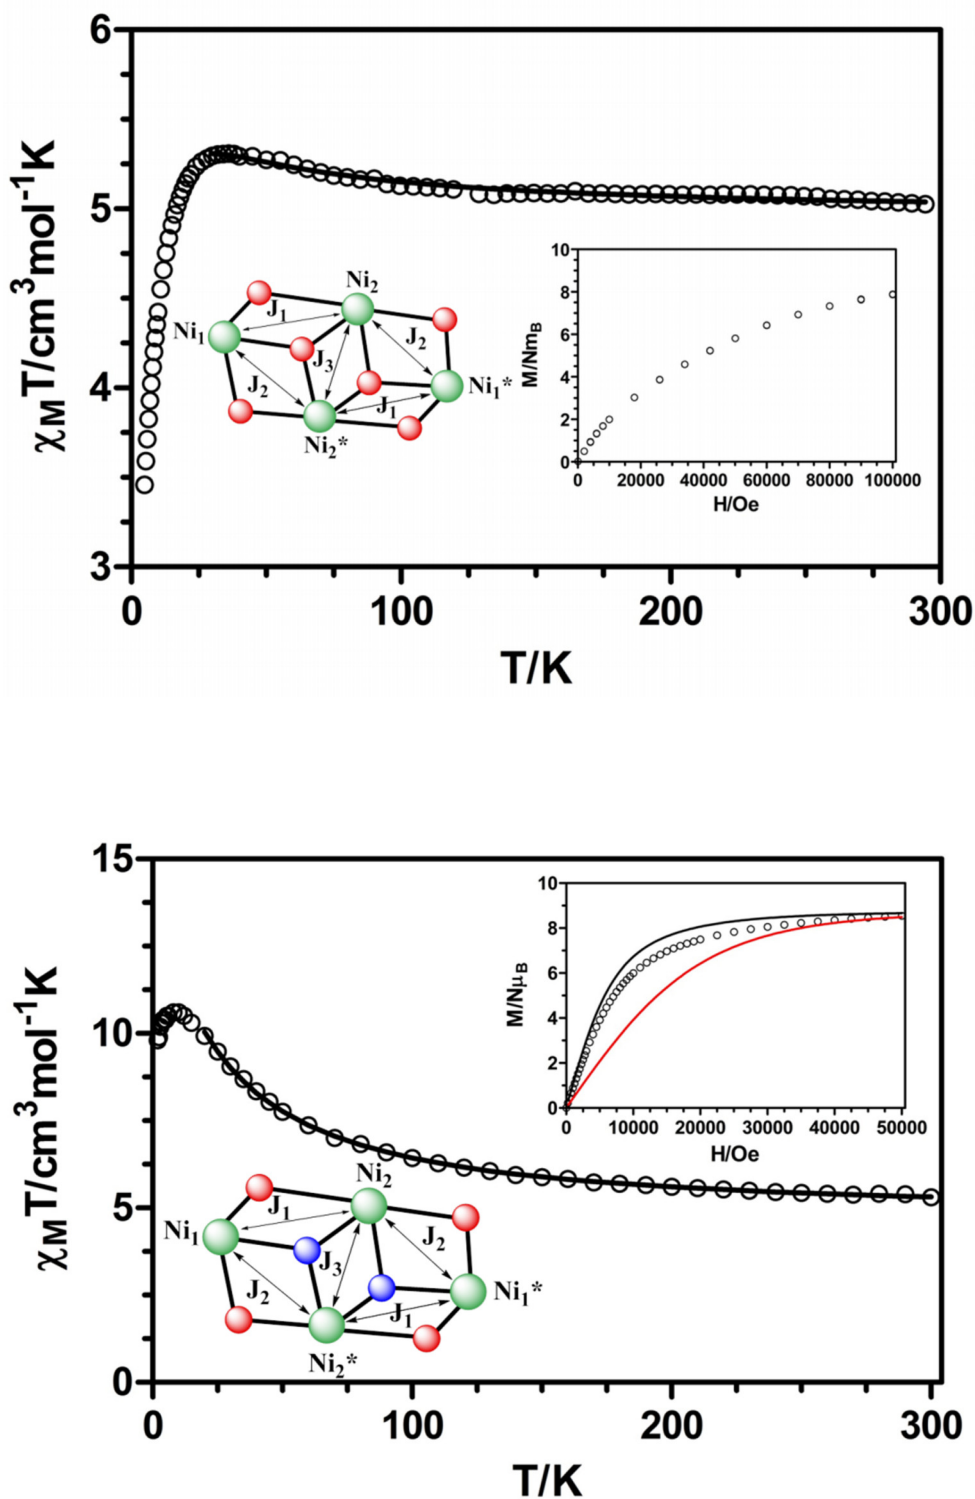 6
5
4
3
χMT/cm³mol⁻¹K
0
100
200
300
T/K
Ni₂
J₁
Ni₁
J₂
J₃
J₂
Ni₁*
J₁
Ni₂*
10
8
6
4
2
0
M/NmB
0 20000 40000 60000 80000 100000
H/Oe
15
10
5
0
χMT/cm³mol⁻¹K
0
100
200
300
T/K
Ni₂
J₁
Ni₁
J₂
J₃
J₂
Ni₁*
J₁
Ni₂*
10
8
6
4
2
0
M/NμB
0 10000 20000 30000 40000 50000
H/Oe